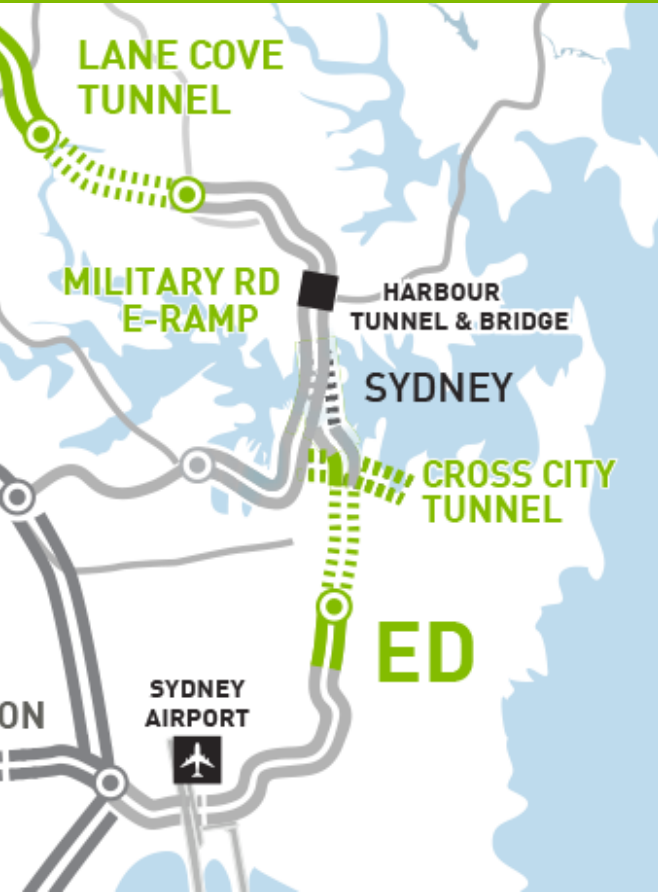 LANE COVE
TUNNEL
MILITARY RD
E-RAMP
HARBOUR
TUNNEL & BRIDGE
SYDNEY
CROSS CITY
TUNNEL
ED
SYDNEY
AIRPORT
ON